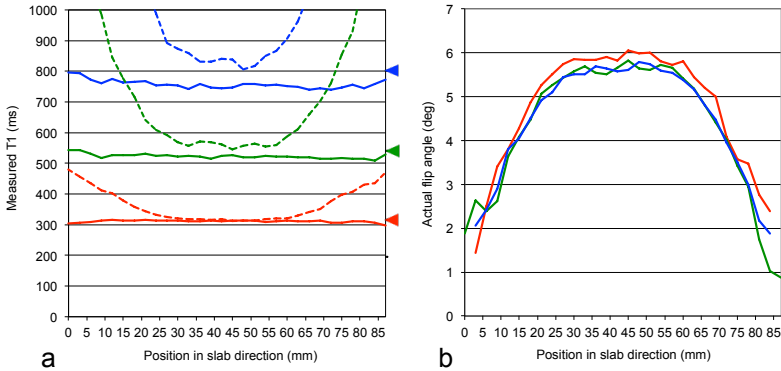 1000
900
800
700
600
500
400
300
200
100
0
Measured T1 (ms)
0 5 10 15 20 25 30 35 40 45 50 55 60 65 70 75 80 85
Position in slab direction (mm)
a
7
6
5
4
3
2
1
0
Actual flip angle (deg)
0 5 10 15 20 25 30 35 40 45 50 55 60 65 70 75 80 85
Position in slab direction (mm)
b